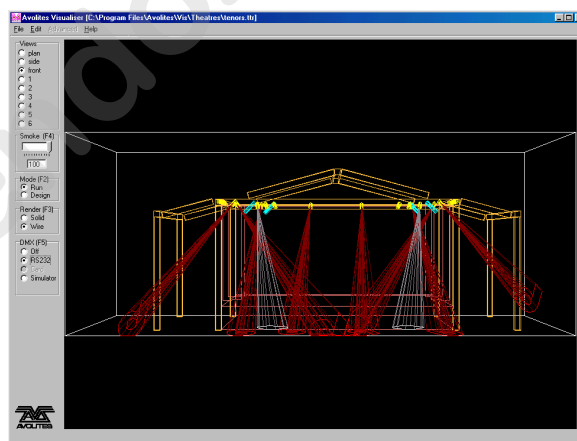 Avolites Visualiser [C:\Program Files\Avolites\Vis\Theatres\tenors.ttr]
File Edit Advanced Help
Views
plan
side
front
1
2
3
4
5
6
Smoke (F4)
100
Mode (F2)
Run
Design
Render (F3)
Solid
Wire
DMX (F5)
Off
RS232
Card
Simulator
AVOLITES